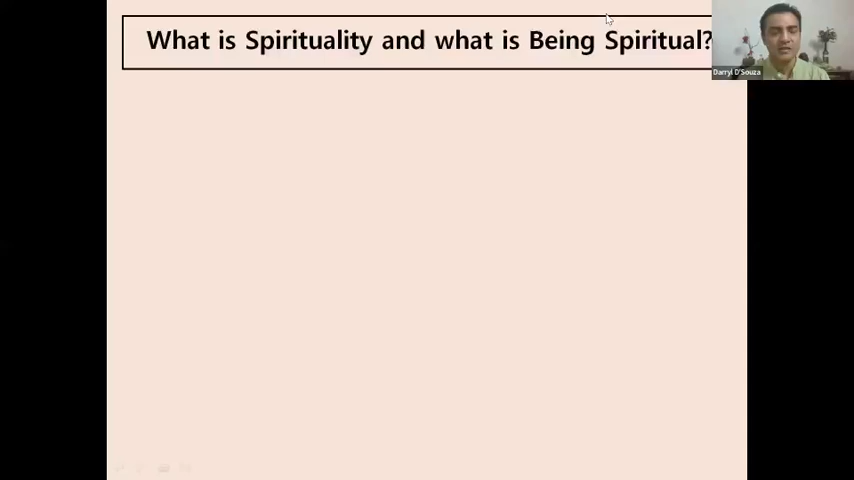 What is Spirituality and what is Being Spiritual?
Darryl D'Souza